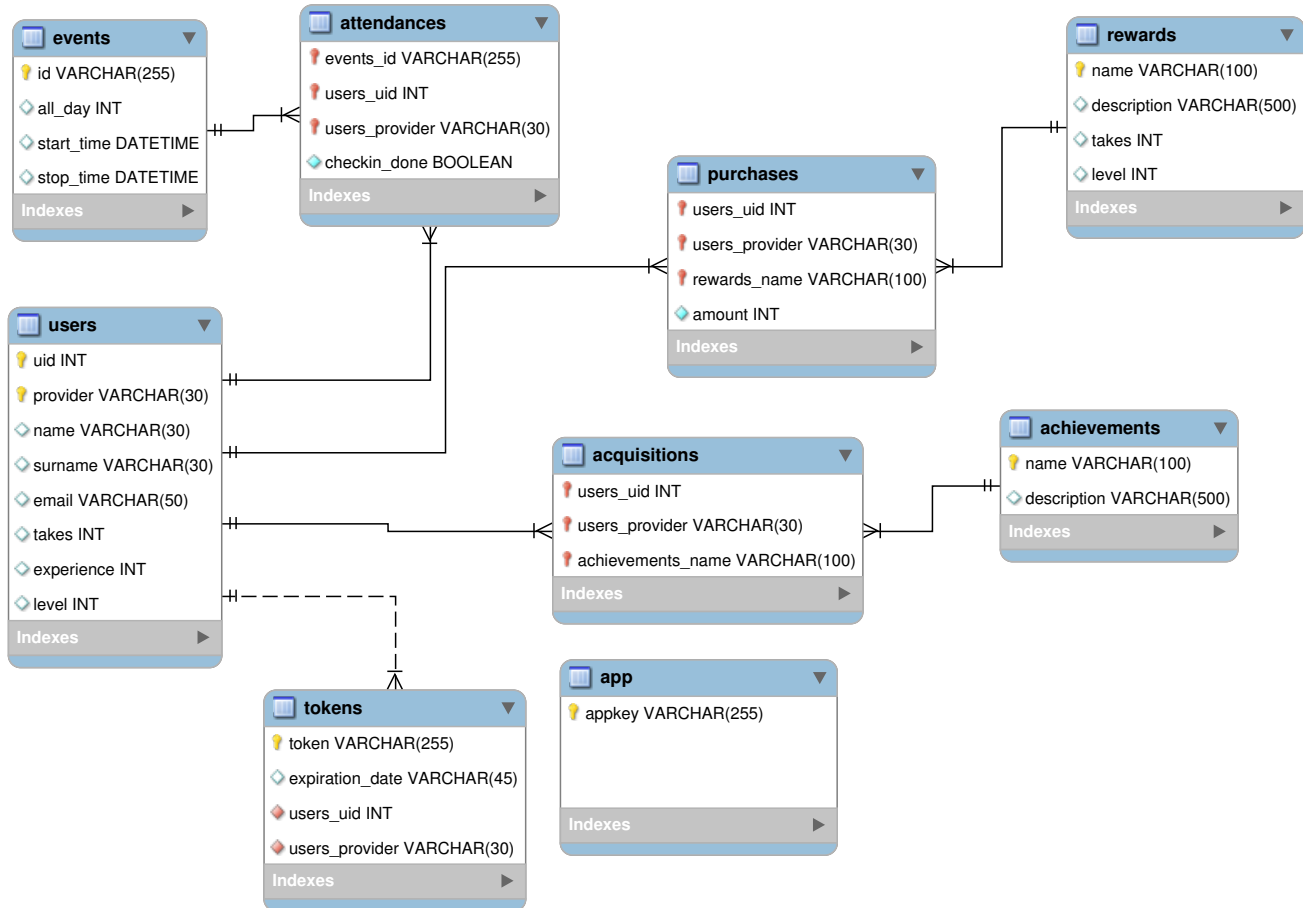 events
id VARCHAR(255)
all_day INT
start_time DATETIME
stop_time DATETIME
Indexes
attendances
events_id VARCHAR(255)
users_uid INT
users_provider VARCHAR(30)
checkin_done BOOLEAN
Indexes
rewards
name VARCHAR(100)
description VARCHAR(500)
takes INT
level INT
Indexes
purchases
users_uid INT
users_provider VARCHAR(30)
rewards_name VARCHAR(100)
amount INT
Indexes
users
uid INT
provider VARCHAR(30)
name VARCHAR(30)
surname VARCHAR(30)
email VARCHAR(50)
takes INT
experience INT
level INT
Indexes
acquisitions
users_uid INT
users_provider VARCHAR(30)
achievements_name VARCHAR(100)
Indexes
achievements
name VARCHAR(100)
description VARCHAR(500)
Indexes
tokens
token VARCHAR(255)
expiration_date VARCHAR(45)
users_uid INT
users_provider VARCHAR(30)
Indexes
app
appkey VARCHAR(255)
Indexes